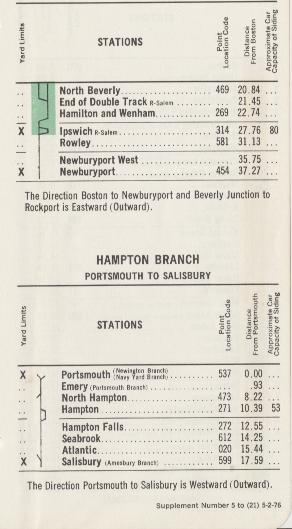 Yard Limits
STATIONS
Point Location Code
Distance From Boston
Approximate Car Capacity of Siding
.. North Beverly................... 469 20.84 ...
.. End of Double Track R-Salem ... ... 21.45 ...
.. Hamilton and Wenham............ 269 22.74 ...
X Ipswich R-Salem .................. 314 27.76 80
.. Rowley......................... 581 31.13 ...
.. Newburyport West .............. ... 35.75 ...
X Newburyport..................... 454 37.27 ...
The Direction Boston to Newburyport and Beverly Junction to
Rockport is Eastward (Outward).
HAMPTON BRANCH
PORTSMOUTH TO SALISBURY
Yard Limits
STATIONS
Point Location Code
Distance From Portsmouth
Approximate Car Capacity of Siding
X Portsmouth (Newington Branch) (Navy Yard Branch) .......... 537 0.00 ...
.. Emery (Portsmouth Branch) ............ ... .93 ...
.. North Hampton.................. 473 8.22 ...
.. Hampton........................ 271 10.39 53
.. Hampton Falls.................. 272 12.55 ...
.. Seabrook....................... 612 14.25 ...
.. Atlantic....................... 020 15.44 ...
X Salisbury (Amesbury Branch) ........... 599 17.59 ...
The Direction Portsmouth to Salisbury is Westward (Outward).
Supplement Number 5 to (21) 5-2-76